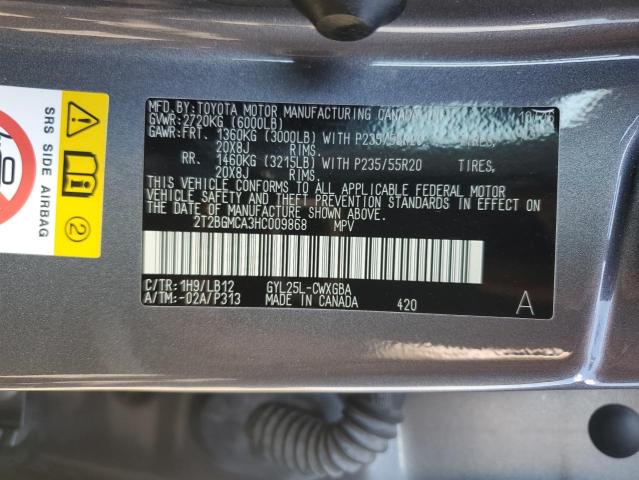 SRS SIDE AIRBAG
2
MFD. BY: TOYOTA MOTOR MANUFACTURING CANADA
GVWR: 2720KG (6000LB)
GAWR: FRT. 1360KG (3000LB) WITH TIRES,
20X8J RIMS.
RR. 1460KG (3215LB) WITH P235/55R20 TIRES,
20X8J RIMS.
THIS VEHICLE CONFORMS TO ALL APPLICABLE FEDERAL MOTOR
VEHICLE SAFETY AND THEFT PREVENTION STANDARDS IN EFFECT ON
THE DATE OF MANUFACTURE SHOWN ABOVE.
2T2BGMCA3HC009868 MPV
C/TR: 1H9/LB12 GYL25L-CWXGBA
A/TM: -02A/P313 MADE IN CANADA 420 A